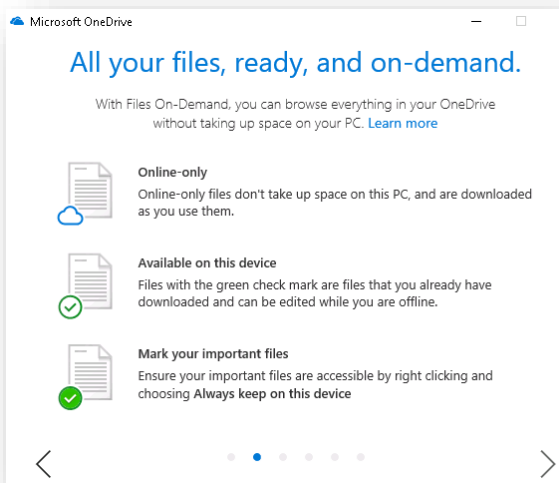 Microsoft OneDrive
All your files, ready, and on-demand.
With Files On-Demand, you can browse everything in your OneDrive
without taking up space on your PC. Learn more
Online-only
Online-only files don't take up space on this PC, and are downloaded
as you use them.
Available on this device
Files with the green check mark are files that you already have
downloaded and can be edited while you are offline.
Mark your important files
Ensure your important files are accessible by right clicking and
choosing Always keep on this device